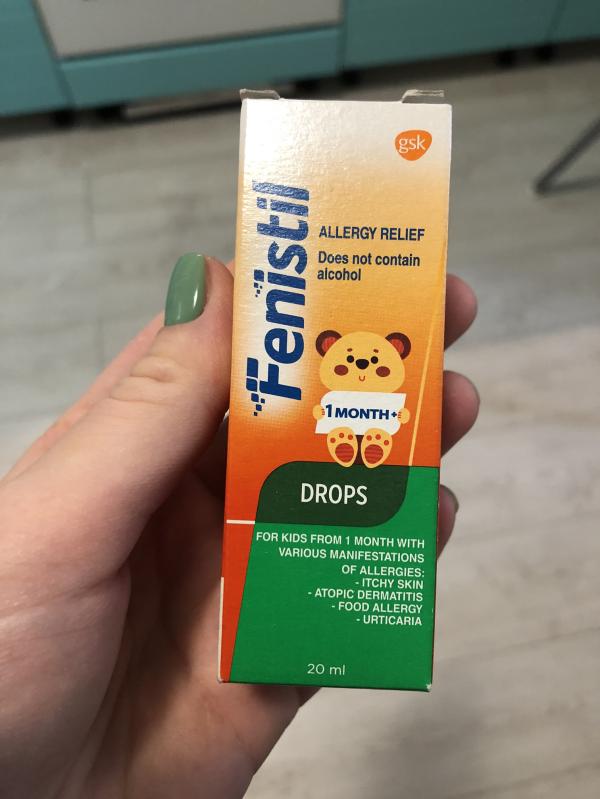 gsk
Fenistil
ALLERGY RELIEF
Does not contain
alcohol
1 MONTH+
DROPS
FOR KIDS FROM 1 MONTH WITH
VARIOUS MANIFESTATIONS
OF ALLERGIES:
- ITCHY SKIN
- ATOPIC DERMATITIS
- FOOD ALLERGY
- URTICARIA
20 ml